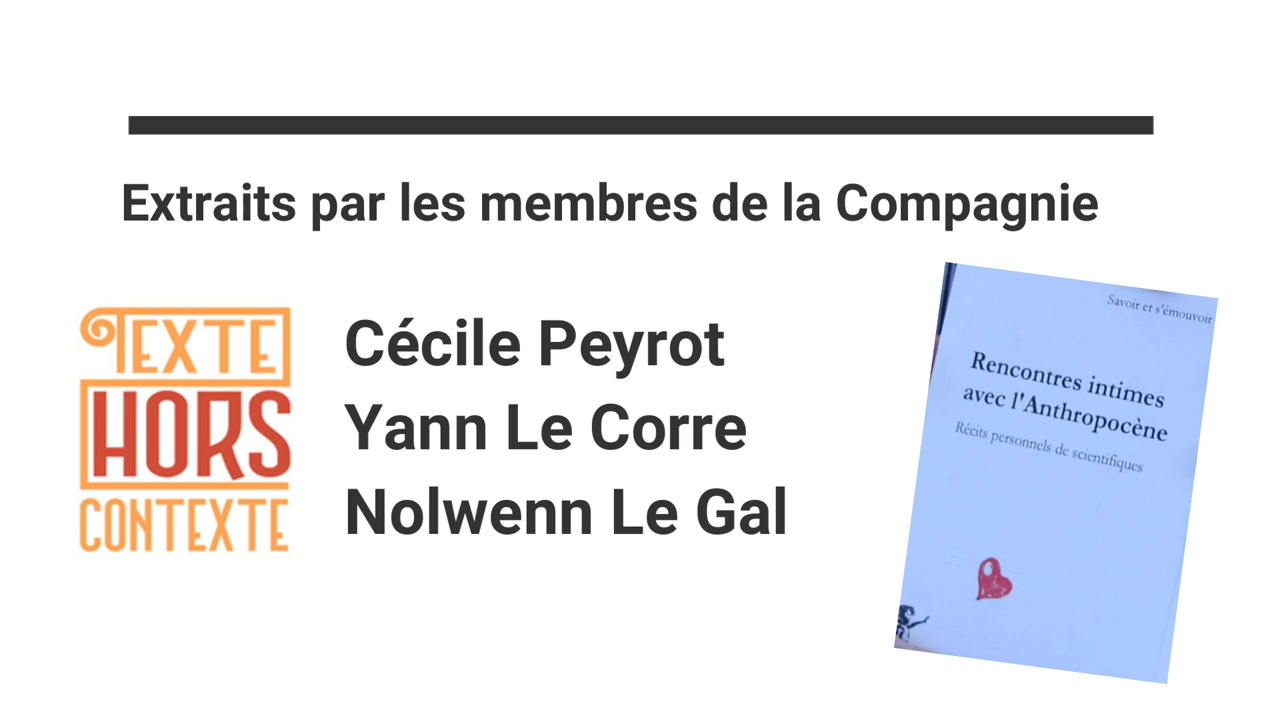 Extraits par les membres de la Compagnie
TEXTE
HORS
CONTEXTE
Cécile Peyrot
Yann Le Corre
Nolwenn Le Gal
Savoir et s'émouvoir
Rencontres intimes
avec l'Anthropocène
Récits personnels de scientifiques